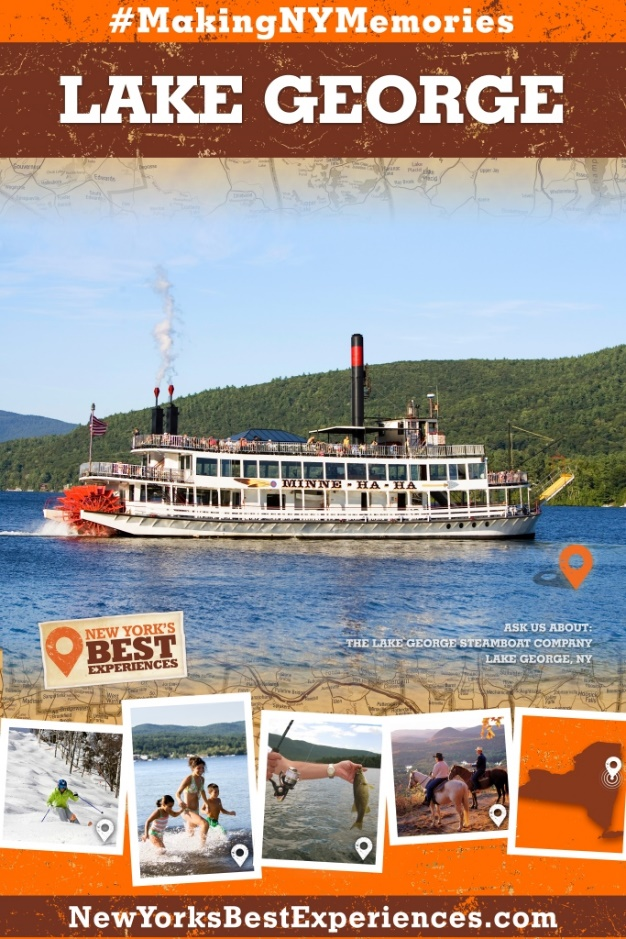 #MakingNYMemories
LAKE GEORGE
MINNE-HA-HA
NEW YORK'S
BEST
EXPERIENCES
ASK US ABOUT:
THE LAKE GEORGE STEAMBOAT COMPANY
LAKE GEORGE, NY
NewYorksBestExperiences.com